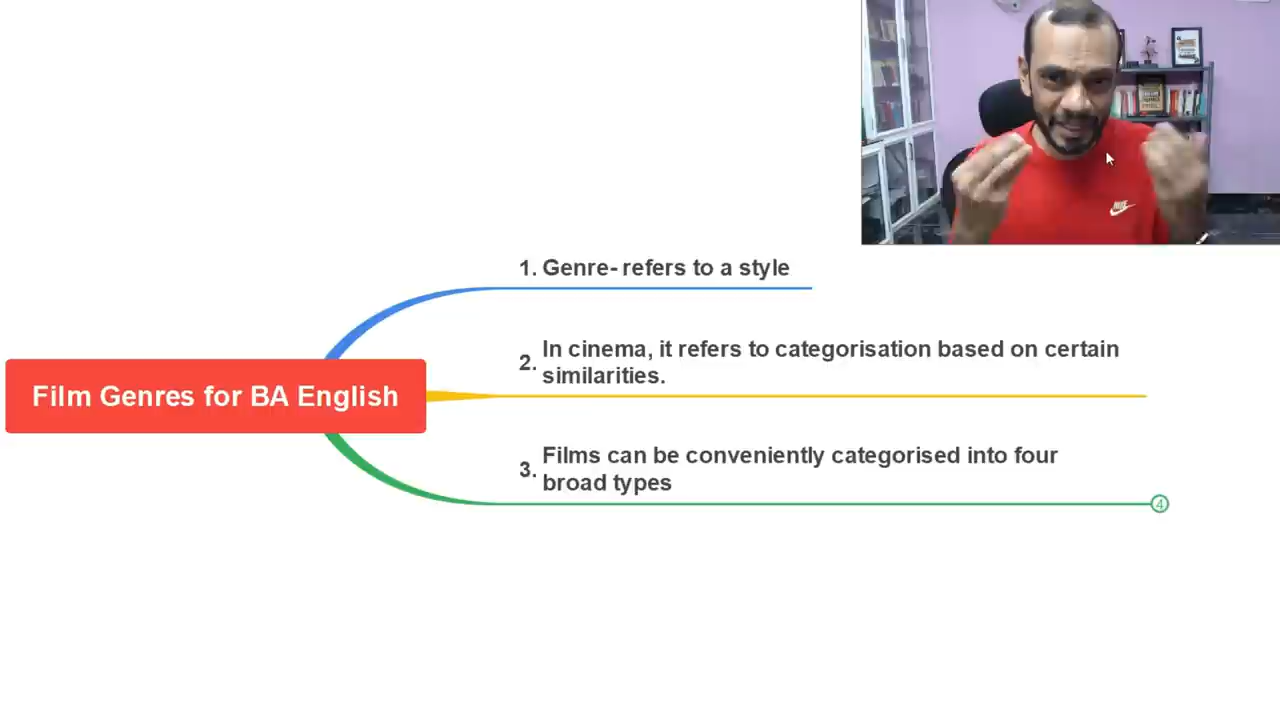 1. Genre- refers to a style
2. In cinema, it refers to categorisation based on certain
similarities.
Film Genres for BA English
3. Films can be conveniently categorised into four
broad types
4